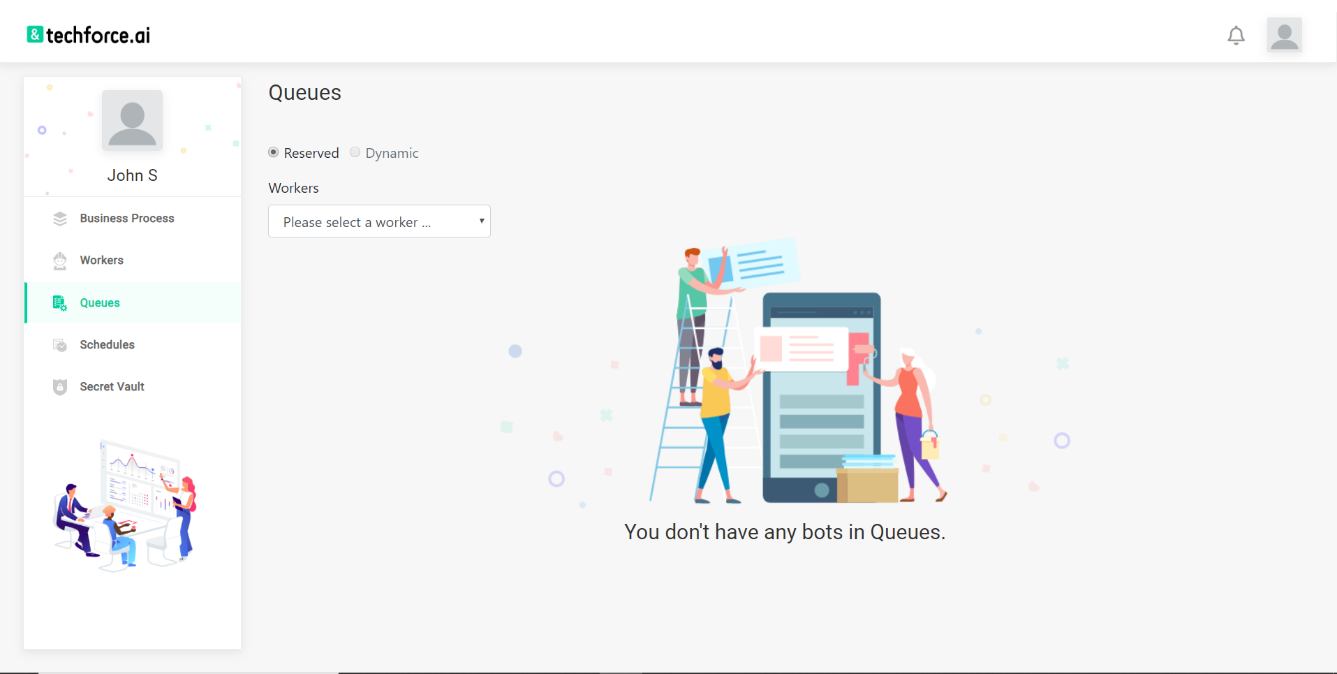 & techforce.ai
John S
Business Process
Workers
Queues
Schedules
Secret Vault
Queues
Reserved Dynamic
Workers
Please select a worker ...
You don't have any bots in Queues.